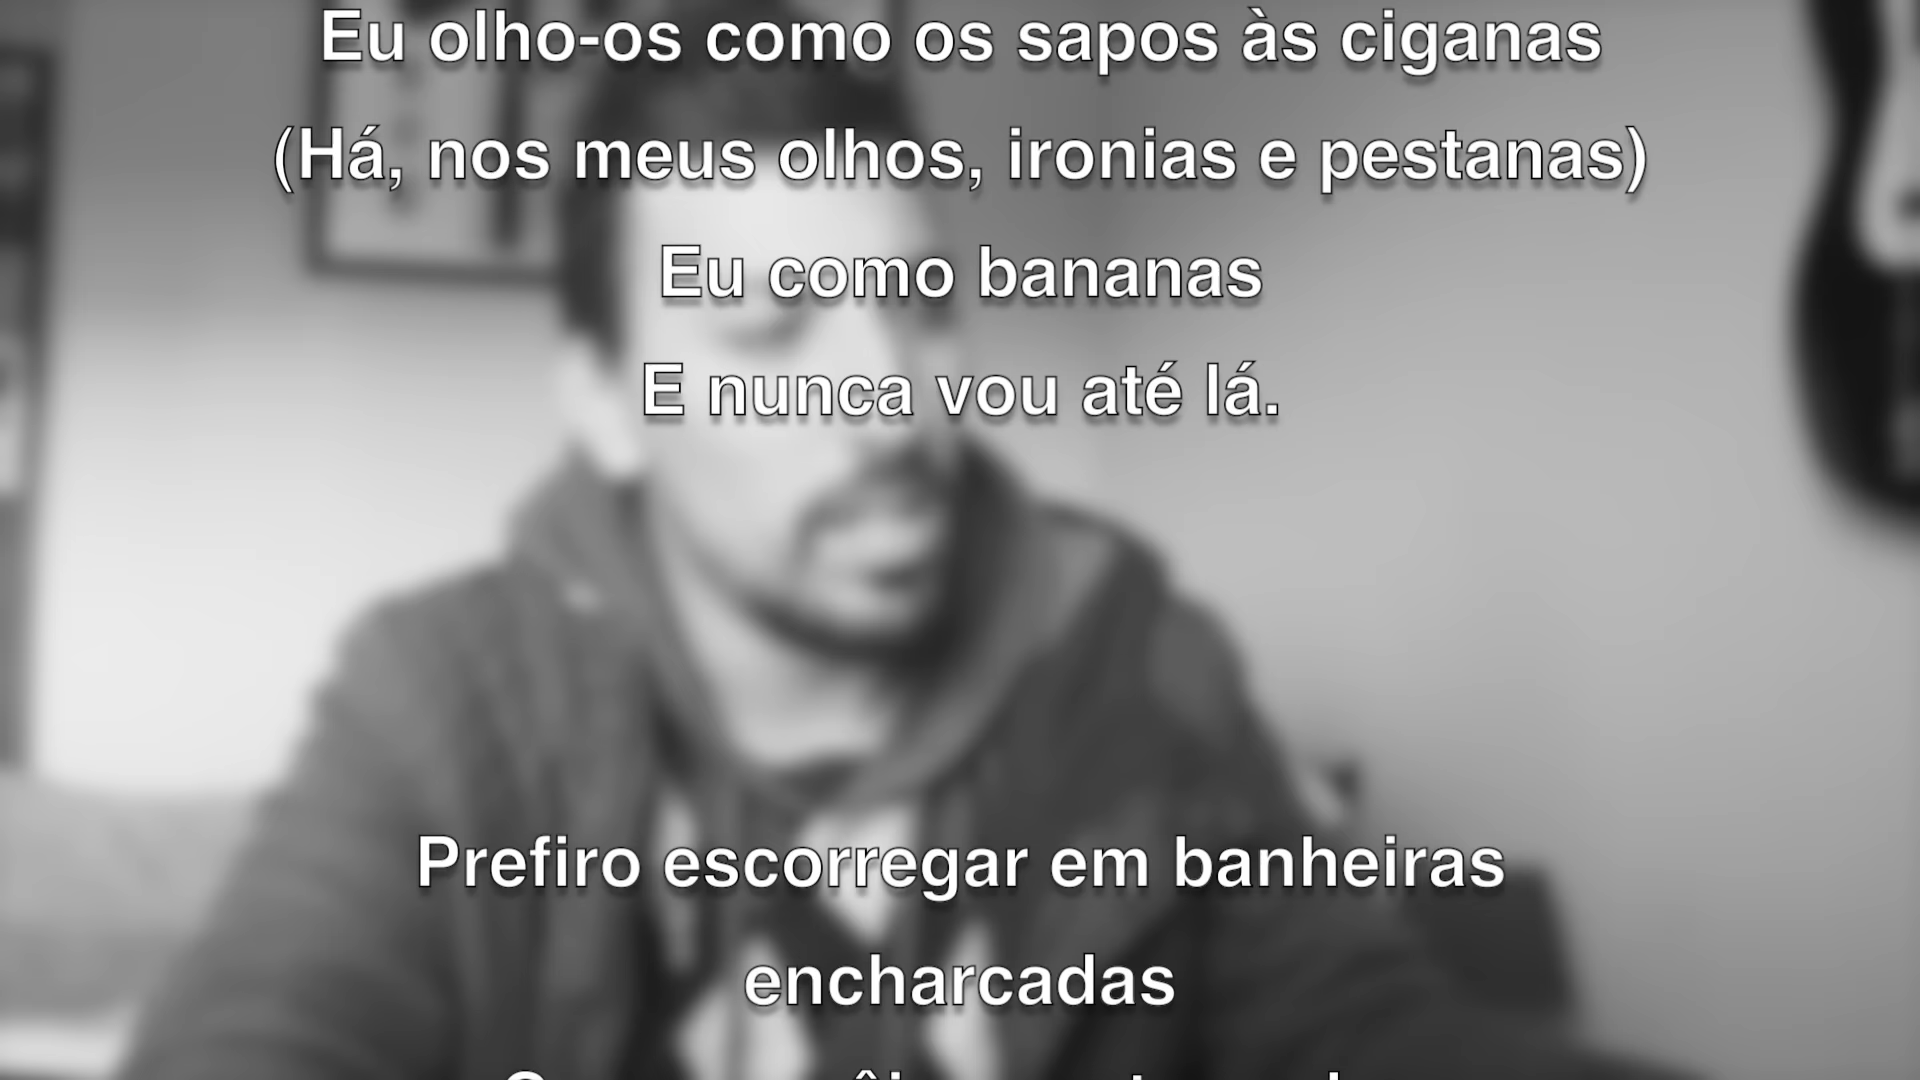 Eu olho-os como os sapos às ciganas
(Há, nos meus olhos, ironias e pestanas)
Eu como bananas
E nunca vou até lá.
Prefiro escorregar em banheiras
encharcadas